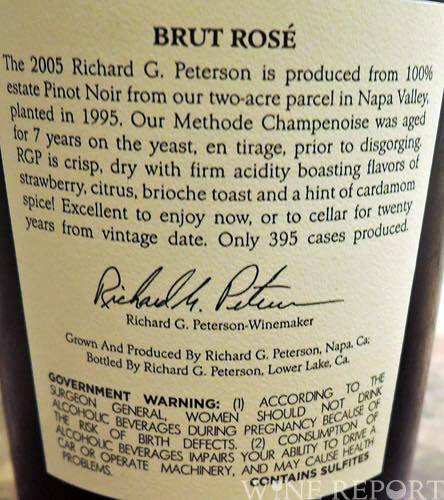 BRUT ROSÉ
The 2005 Richard G. Peterson is produced from 100%
estate Pinot Noir from our two-acre parcel in Napa Valley,
planted in 1995. Our Methode Champenoise was aged
for 7 years on the yeast, en tirage, prior to disgorging.
RGP is crisp, dry with firm acidity boasting flavors of
strawberry, citrus, brioche toast and a hint of cardamom
spice! Excellent to enjoy now, or to cellar for twenty
years from vintage date. Only 395 cases produced.
Richard G. Peterson
Richard G. Peterson-Winemaker
Grown And Produced By Richard G. Peterson, Napa, Ca.
Bottled By Richard G. Peterson, Lower Lake, Ca.
GOVERNMENT WARNING: (1) ACCORDING TO THE
SURGEON GENERAL, WOMEN SHOULD NOT DRINK
ALCOHOLIC BEVERAGES DURING PREGNANCY BECAUSE OF
THE RISK OF BIRTH DEFECTS. (2) CONSUMPTION OF
ALCOHOLIC BEVERAGES IMPAIRS YOUR ABILITY TO DRIVE A
CAR OR OPERATE MACHINERY, AND MAY CAUSE HEALTH
PROBLEMS. CONTAINS SULFITES
WINE REPORT